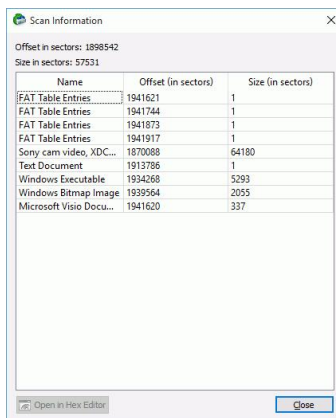 Scan Information
Offset in sectors: 1898542
Size in sectors: 57531
Name Offset (in sectors) Size (in sectors)
FAT Table Entries 1941621 1
FAT Table Entries 1941744 1
FAT Table Entries 1941873 1
FAT Table Entries 1941917 1
Sony cam video, XDC... 1870088 64180
Text Document 1913786 1
Windows Executable 1934268 5293
Windows Bitmap Image 1939564 2055
Microsoft Visio Docu... 1941620 337
Open in Hex Editor Close